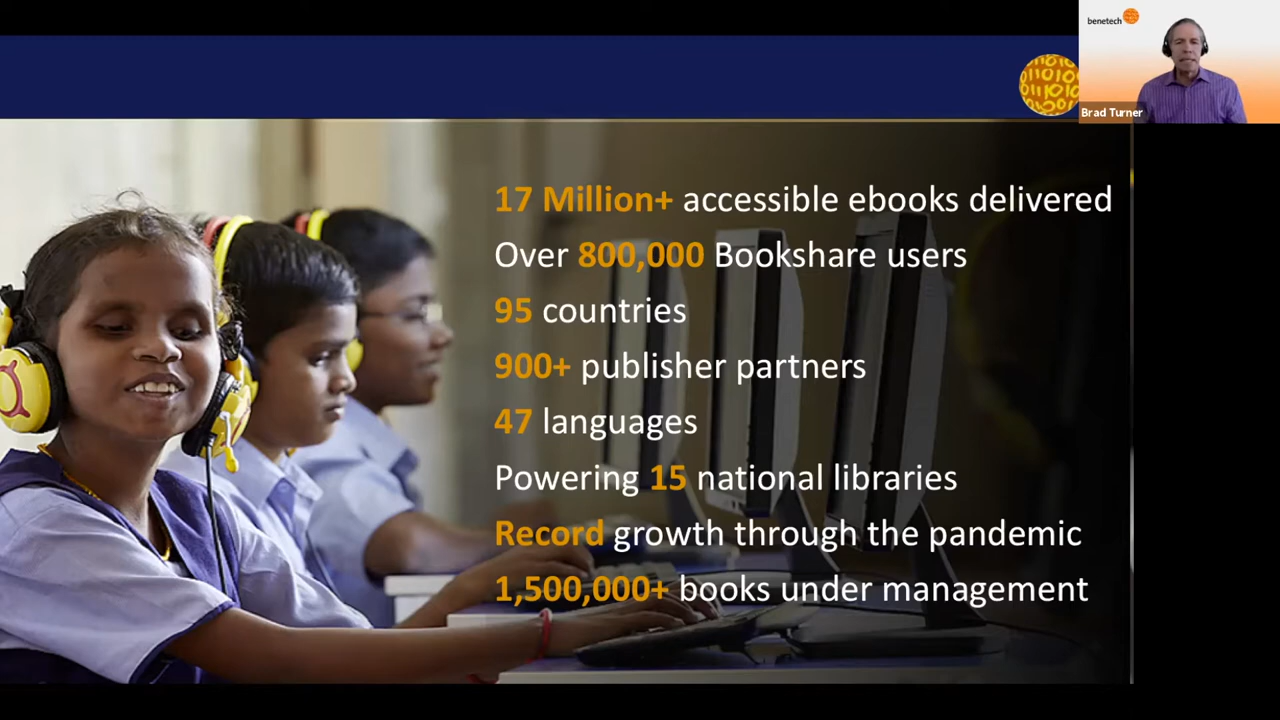 benetech
Brad Turner
17 Million+ accessible ebooks delivered
Over 800,000 Bookshare users
95 countries
900+ publisher partners
47 languages
Powering 15 national libraries
Record growth through the pandemic
1,500,000+ books under management